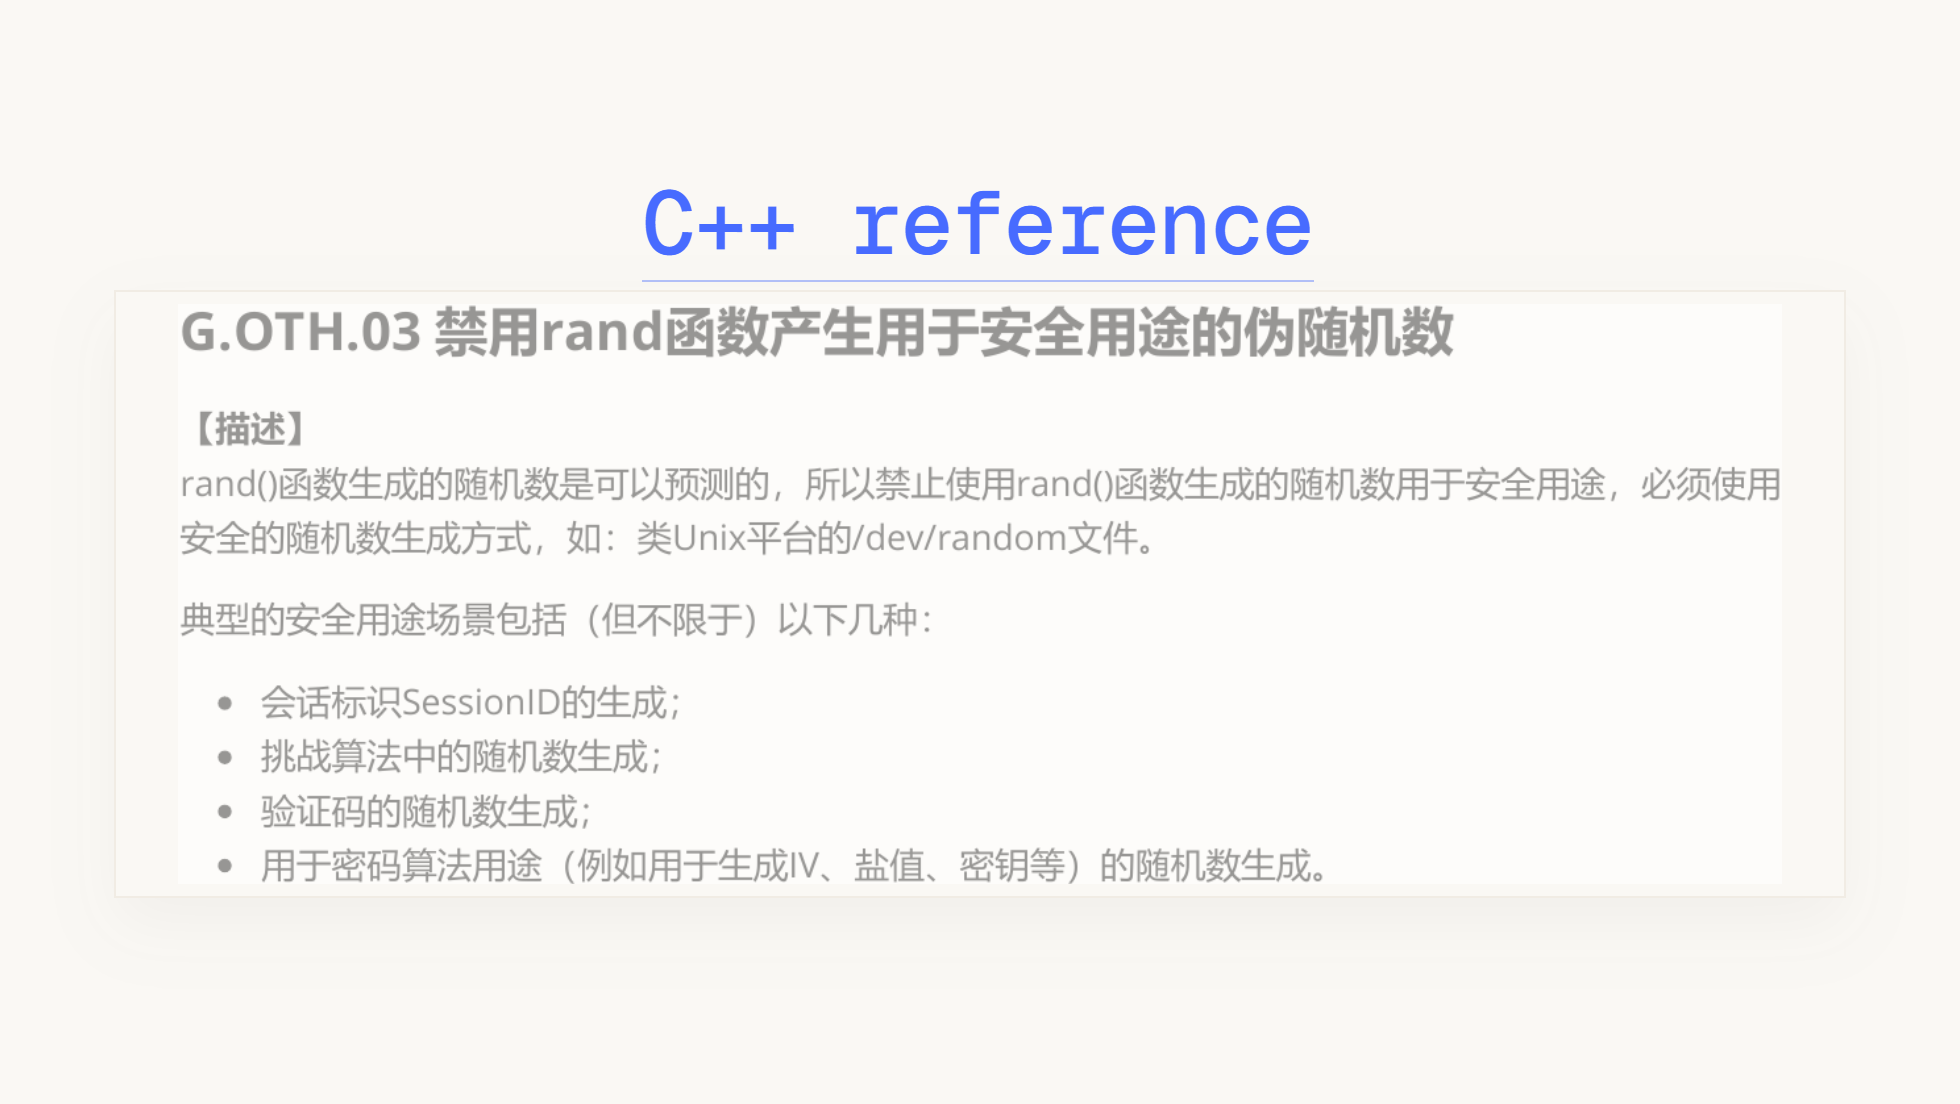 C++ reference
G.OTH.03 禁用rand函数产生用于安全用途的伪随机数
【描述】
rand()函数生成的随机数是可以预测的，所以禁止使用rand()函数生成的随机数用于安全用途，必须使用
安全的随机数生成方式，如：类Unix平台的/dev/random文件。
典型的安全用途场景包括（但不限于）以下几种：
• 会话标识SessionID的生成；
• 挑战算法中的随机数生成；
• 验证码的随机数生成；
• 用于密码算法用途（例如用于生成IV、盐值、密钥等）的随机数生成。